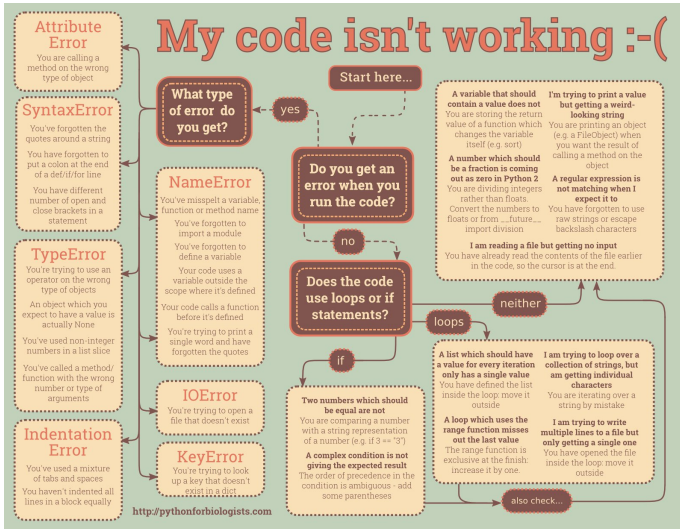 My code isn't working :-(
Start here...
Do you get an
error when you
run the code?
yes
What type
of error do
you get?
Attribute
Error
You are calling a
method on the wrong
type of object
SyntaxError
You've forgotten the
quotes around a string
You have forgotten to
put a colon at the end
of a def/if/for line
You have different
number of open and
close brackets in a
statement
TypeError
You're trying to use an
operator on the wrong
type of objects
An object which you
expect to have a value is
actually None
You've used non-integer
numbers in a list slice
You've called a method/
function with the wrong
number or type of
arguments
Indentation
Error
You've used a mixture
of tabs and spaces
You haven't indented all
lines in a block equally
NameError
You've misspelt a variable,
function or method name
You've forgotten to
import a module
You've forgotten to
define a variable
Your code uses a
variable outside the
scope where it's defined
Your code calls a function
before it's defined
You're trying to print a
single word and have
forgotten the quotes
IOError
You're trying to open a
file that doesn't exist
KeyError
You're trying to look
up a key that doesn't
exist in a dict
no
Does the code
use loops or if
statements?
neither
A variable that should
contain a value does not
You are storing the return
value of a function which
changes the variable
itself (e.g. sort)
A number which should
be a fraction is coming
out as zero in Python 2
You are dividing integers
rather than floats.
Convert the numbers to
floats or from __future__
import division
I'm trying to print a value
but getting a weird-
looking string
You are printing an object
(e.g. a FileObject) when
you want the result of
calling a method on the
object
A regular expression is
not matching when I
expect it to
You have forgotten to use
raw strings or escape
backslash characters
I am reading a file but getting no input
You have already read the contents of the file earlier
in the code, so the cursor is at the end.
loops
A list which should have
a value for every iteration
only has a single value
You have defined the list
inside the loop: move it
outside
A loop which uses the
range function misses
out the last value
The range function is
exclusive at the finish:
increase it by one.
I am trying to loop over a
collection of strings, but
am getting individual
characters
You are iterating over a
string by mistake
I am trying to write
multiple lines to a file but
only getting a single one
You have opened the file
inside the loop: move it
outside
if
Two numbers which should
be equal are not
You are comparing a number
with a string representation
of a number (e.g. if 3 == "3")
A complex condition is not
giving the expected result
The order of precedence in the
condition is ambiguous - add
some parentheses
also check...
http://pythonforbiologists.com